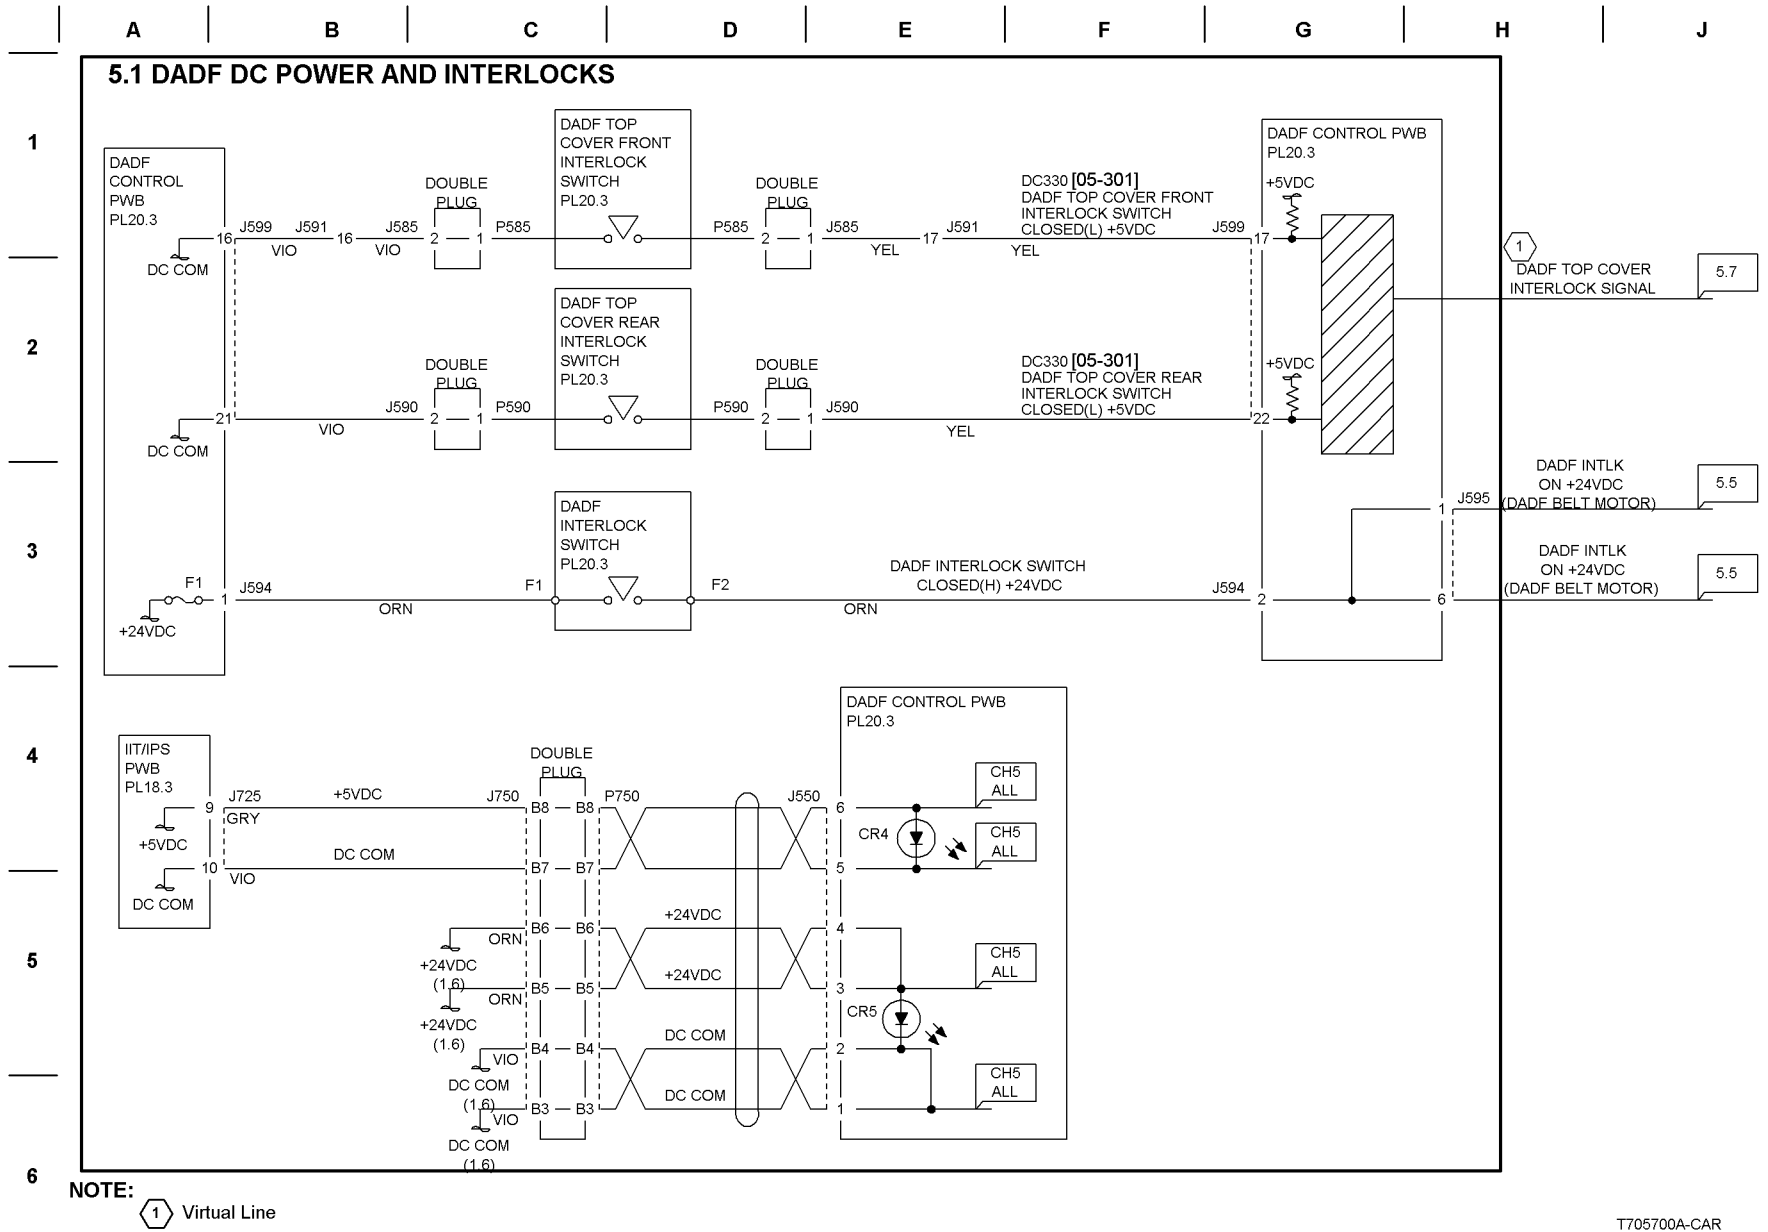 A B C D E F G H J
5.1 DADF DC POWER AND INTERLOCKS
1
2
3
4
5
6
DADF
CONTROL
PWB
PL20.3
16
J599
J591
16
J585
VIO
VIO
DC COM
DOUBLE
PLUG
2
1
P585
DADF TOP
COVER FRONT
INTERLOCK
SWITCH
PL20.3
P585
DOUBLE
PLUG
2
1
J585
YEL
17
J591
YEL
DC330 [05-301]
DADF TOP COVER FRONT
INTERLOCK SWITCH
CLOSED(L) +5VDC
J599
17
DADF CONTROL PWB
PL20.3
+5VDC
1
DADF TOP COVER
INTERLOCK SIGNAL
5.7
21
DC COM
VIO
J590
DOUBLE
PLUG
2
1
P590
DADF TOP
COVER REAR
INTERLOCK
SWITCH
PL20.3
P590
DOUBLE
PLUG
2
1
J590
YEL
DC330 [05-301]
DADF TOP COVER REAR
INTERLOCK SWITCH
CLOSED(L) +5VDC
22
+5VDC
F1
+24VDC
1
J594
ORN
F1
DADF
INTERLOCK
SWITCH
PL20.3
F2
ORN
DADF INTERLOCK SWITCH
CLOSED(H) +24VDC
J594
2
1
J595
DADF INTLK
ON +24VDC
(DADF BELT MOTOR)
5.5
6
DADF INTLK
ON +24VDC
(DADF BELT MOTOR)
5.5
IIT/IPS
PWB
PL18.3
9
+5VDC
10
DC COM
J725
GRY
+5VDC
VIO
DC COM
J750
DOUBLE
PLUG
P750
B8
B8
B7
B7
B6
B6
B5
B5
B4
B4
B3
B3
ORN
+24VDC
(1.6)
ORN
+24VDC
(1.6)
VIO
DC COM
(1.6)
VIO
DC COM
(1.6)
+24VDC
+24VDC
DC COM
DC COM
J550
6
5
4
3
2
1
DADF CONTROL PWB
PL20.3
CR4
CR5
CH5
ALL
CH5
ALL
CH5
ALL
CH5
ALL
NOTE:
1 Virtual Line
T705700A-CAR